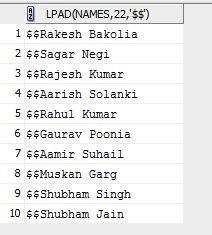 LPAD(NAMES,22,'$$')
1 $$Rakesh Bakolia
2 $$Sagar Negi
3 $$Rajesh Kumar
4 $$Aarish Solanki
5 $$Rahul Kumar
6 $$Gaurav Poonia
7 $$Aamir Suhail
8 $$Muskan Garg
9 $$Shubham Singh
10 $$Shubham Jain